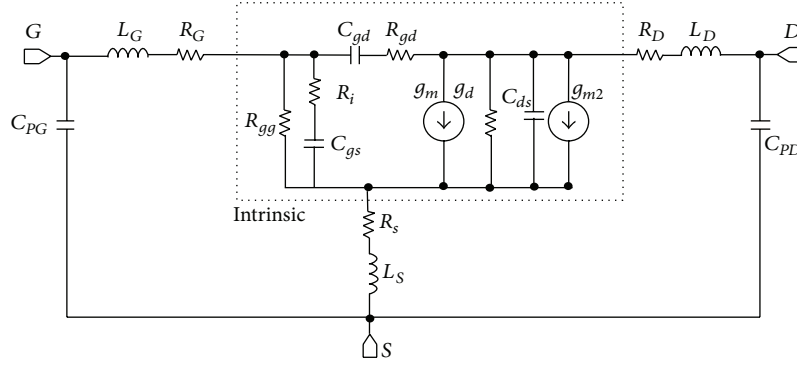 G
L_G
R_G
C_gd
R_gd
R_D
L_D
D
C_PG
R_gg
R_i
C_gs
g_m
g_d
C_ds
g_m2
C_PD
Intrinsic
R_s
L_S
S